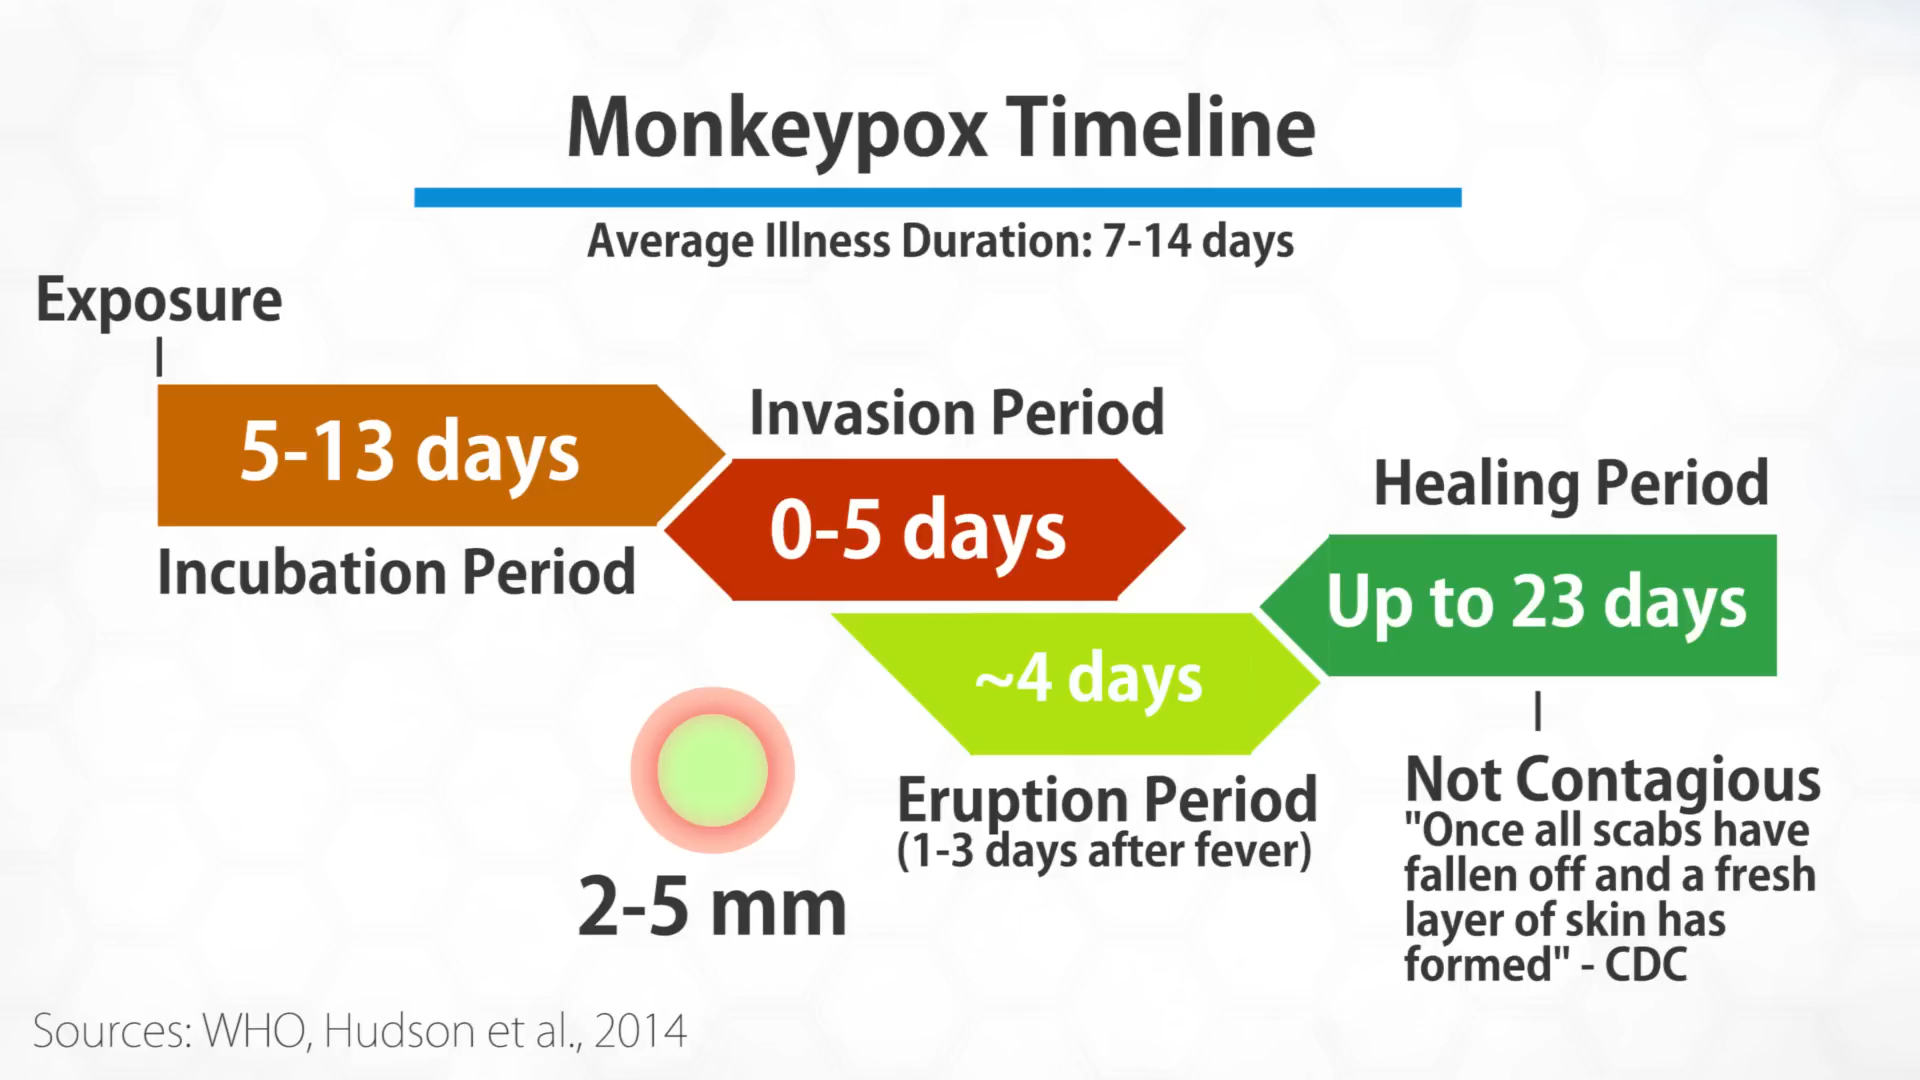 Monkeypox Timeline
Average Illness Duration: 7-14 days
Exposure
5-13 days
Incubation Period
Invasion Period
0-5 days
~4 days
Eruption Period
(1-3 days after fever)
Healing Period
Up to 23 days
Not Contagious
"Once all scabs have
fallen off and a fresh
layer of skin has
formed" - CDC
2-5 mm
Sources: WHO, Hudson et al., 2014